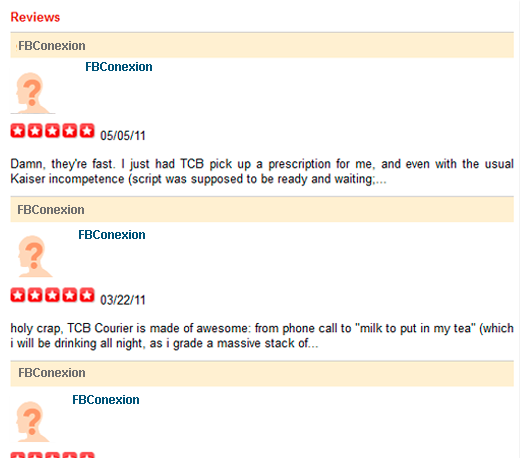 Reviews
FBConexion
FBConexion
05/05/11
Damn, they're fast. I just had TCB pick up a prescription for me, and even with the usual
Kaiser incompetence (script was supposed to be ready and waiting;...
FBConexion
FBConexion
03/22/11
holy crap, TCB Courier is made of awesome: from phone call to "milk to put in my tea" (which
i will be drinking all night, as i grade a massive stack of...
FBConexion
FBConexion